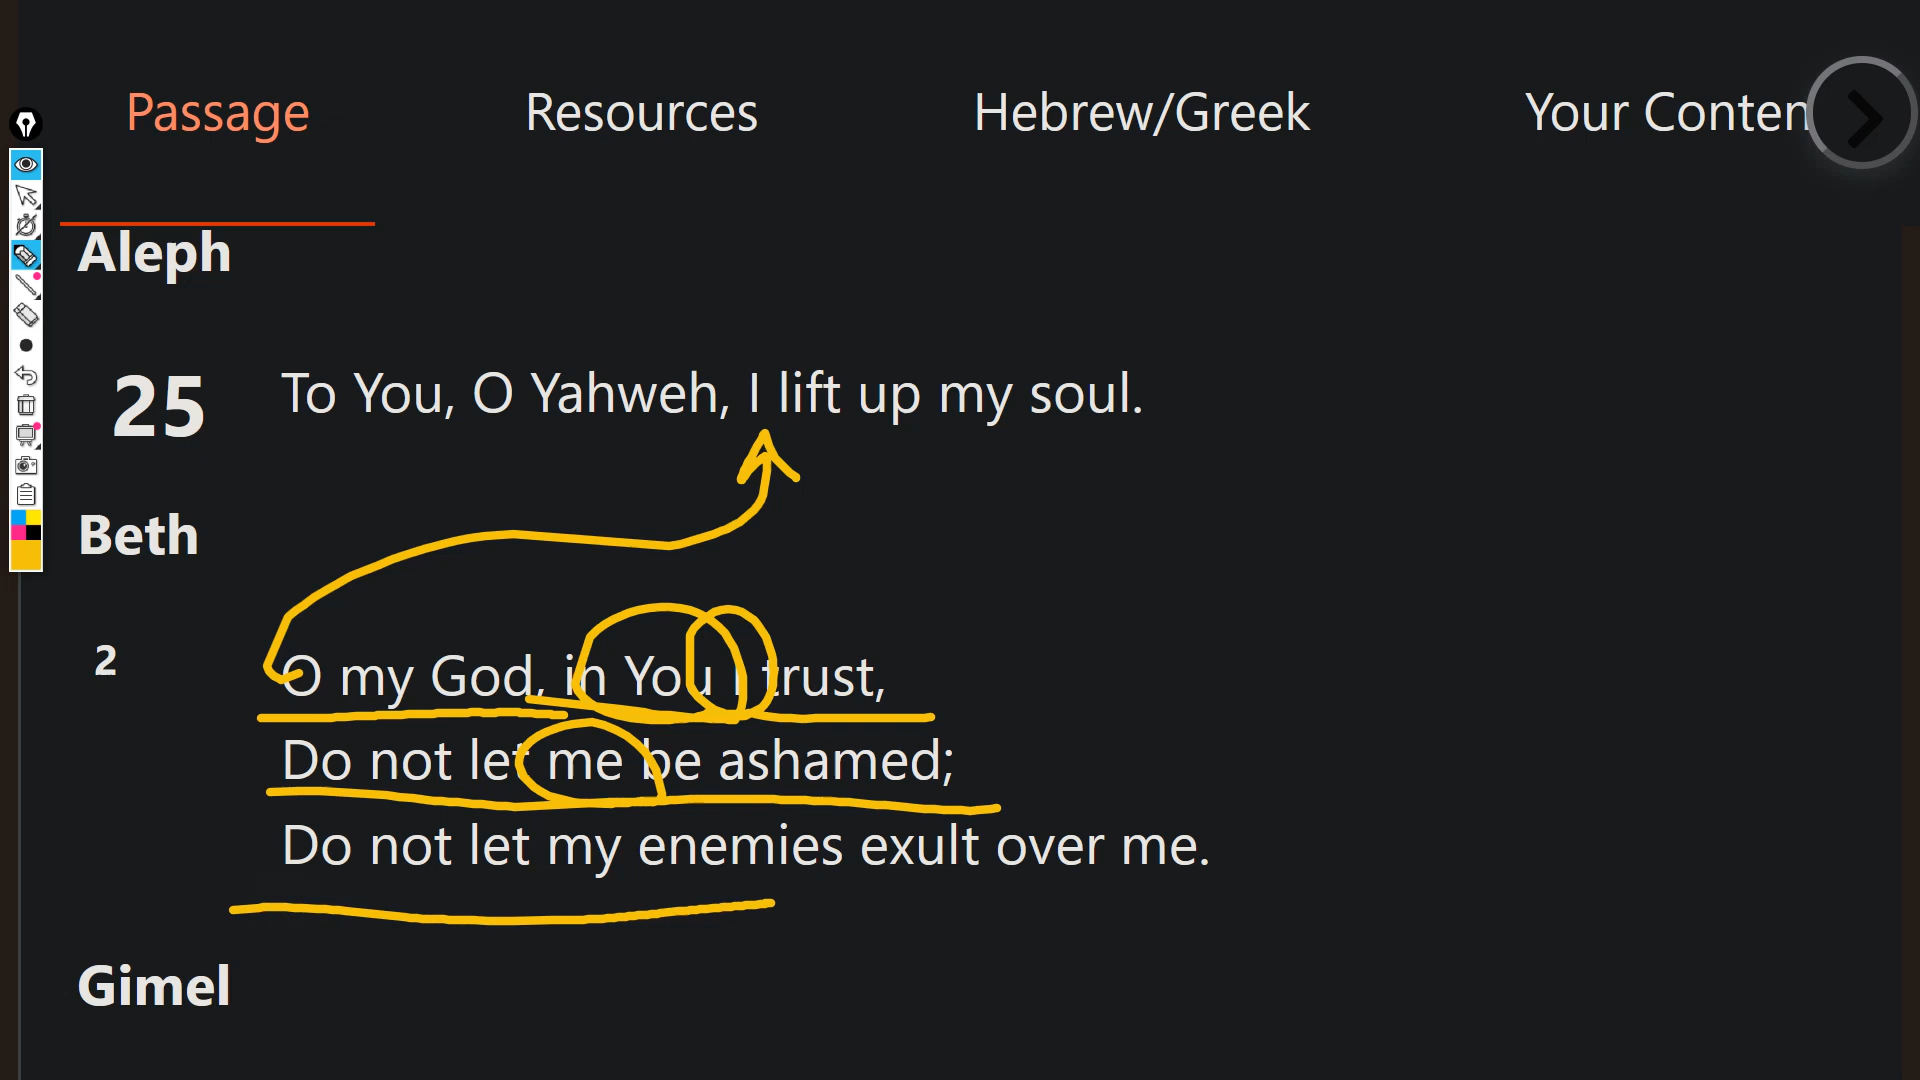 Passage Resources Hebrew/Greek Your Conten
Aleph
25 To You, O Yahweh, I lift up my soul.
Beth
2 O my God, in You I trust,
Do not let me be ashamed;
Do not let my enemies exult over me.
Gimel